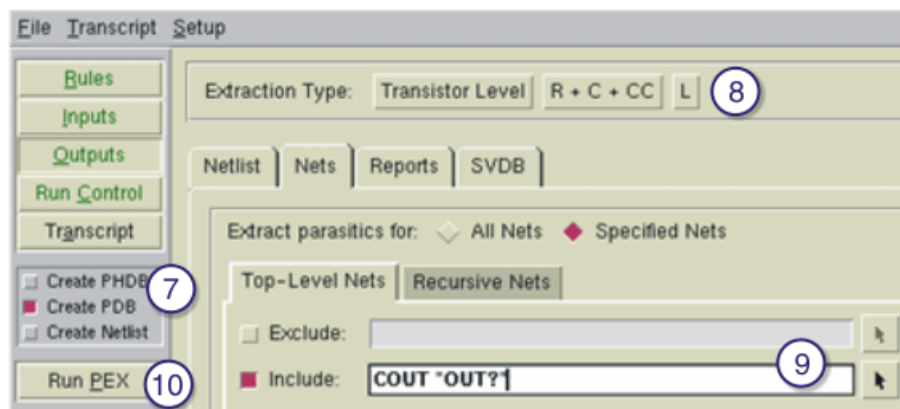 File Transcript Setup
Rules
Inputs
Outputs
Run Control
Transcript
Create PHDB
Create PDB
Create Netlist
7
Run PEX
10
Extraction Type: Transistor Level R + C + CC L 8
Netlist Nets Reports SVDB
Extract parasitics for: All Nets Specified Nets
Top-Level Nets Recursive Nets
Exclude:
Include: COUT "OUT?"
9